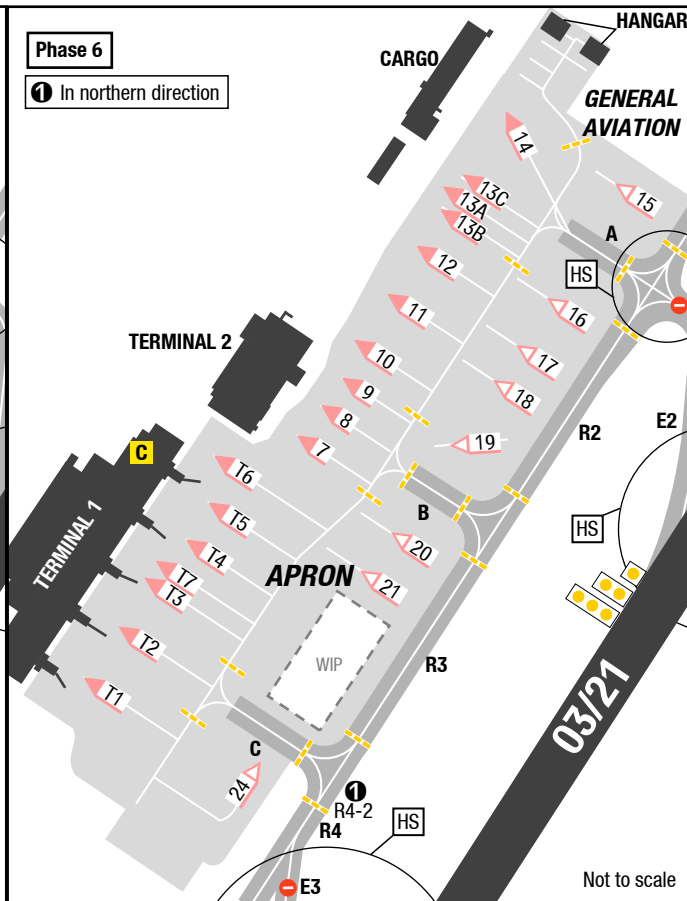 Phase 6
1 In northern direction
HANGAR
CARGO
GENERAL
AVIATION
14
15
13C
13A
13B
A
12
HS
16
11
TERMINAL 2
10
17
9
18
8
E2
R2
19
7
C
T6
B
HS
T5
20
TERMINAL 1
T4
APRON
21
T7
T3
T2
WIP
R3
T1
03/21
C
24
1
R4-2
R4
HS
E3
Not to scale